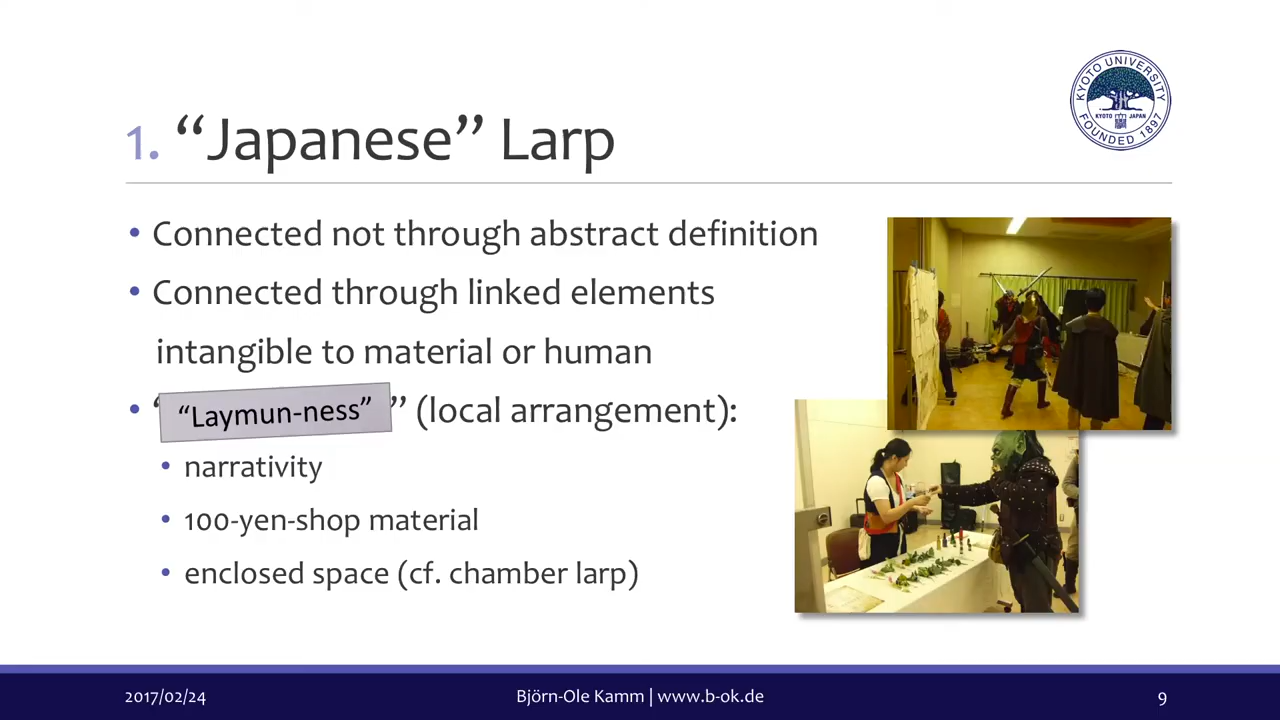 KYOTO UNIVERSITY
KYOTO JAPAN
FOUNDED 1897
1. “Japanese” Larp
• Connected not through abstract definition
• Connected through linked elements
intangible to material or human
• “Laymun-ness” ” (local arrangement):
• narrativity
• 100-yen-shop material
• enclosed space (cf. chamber larp)
2017/02/24
Björn-Ole Kamm | www.b-ok.de
9